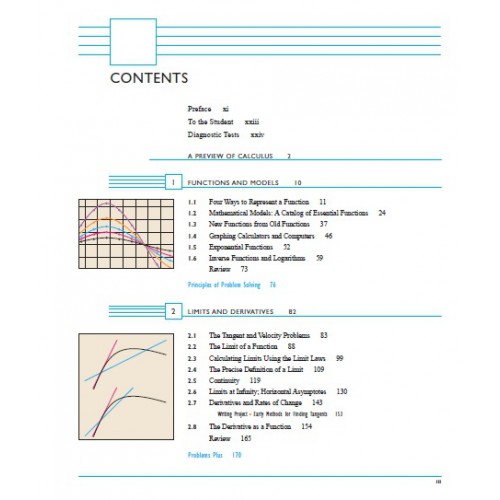 CONTENTS
Preface xi
To the Student xxiii
Diagnostic Tests xxiv
A PREVIEW OF CALCULUS 2
1 FUNCTIONS AND MODELS 10
1.1 Four Ways to Represent a Function 11
1.2 Mathematical Models: A Catalog of Essential Functions 24
1.3 New Functions from Old Functions 37
1.4 Graphing Calculators and Computers 46
1.5 Exponential Functions 52
1.6 Inverse Functions and Logarithms 59
Review 73
Principles of Problem Solving 76
2 LIMITS AND DERIVATIVES 82
2.1 The Tangent and Velocity Problems 83
2.2 The Limit of a Function 88
2.3 Calculating Limits Using the Limit Laws 99
2.4 The Precise Definition of a Limit 109
2.5 Continuity 119
2.6 Limits at Infinity; Horizontal Asymptotes 130
2.7 Derivatives and Rates of Change 143
Writing Project • Early Methods for Finding Tangents 153
2.8 The Derivative as a Function 154
Review 165
Problems Plus 170